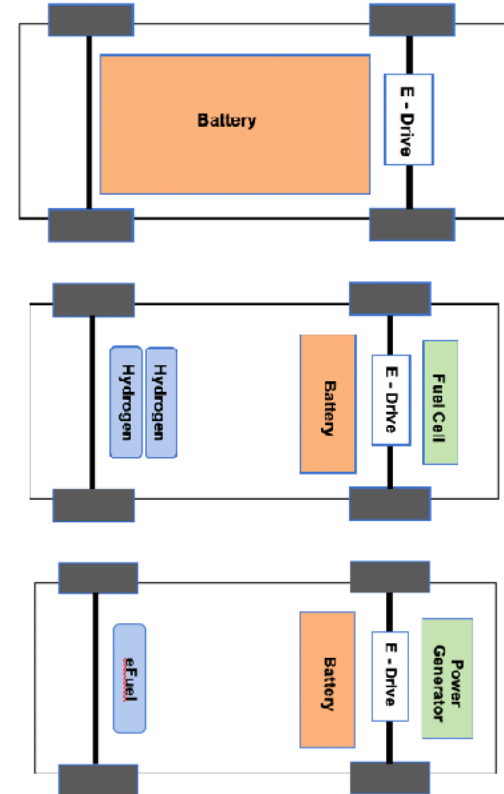 Battery
E - Drive
Hydrogen
Hydrogen
Battery
E - Drive
Fuel Cell
eFuel
Battery
E - Drive
Power
Generator